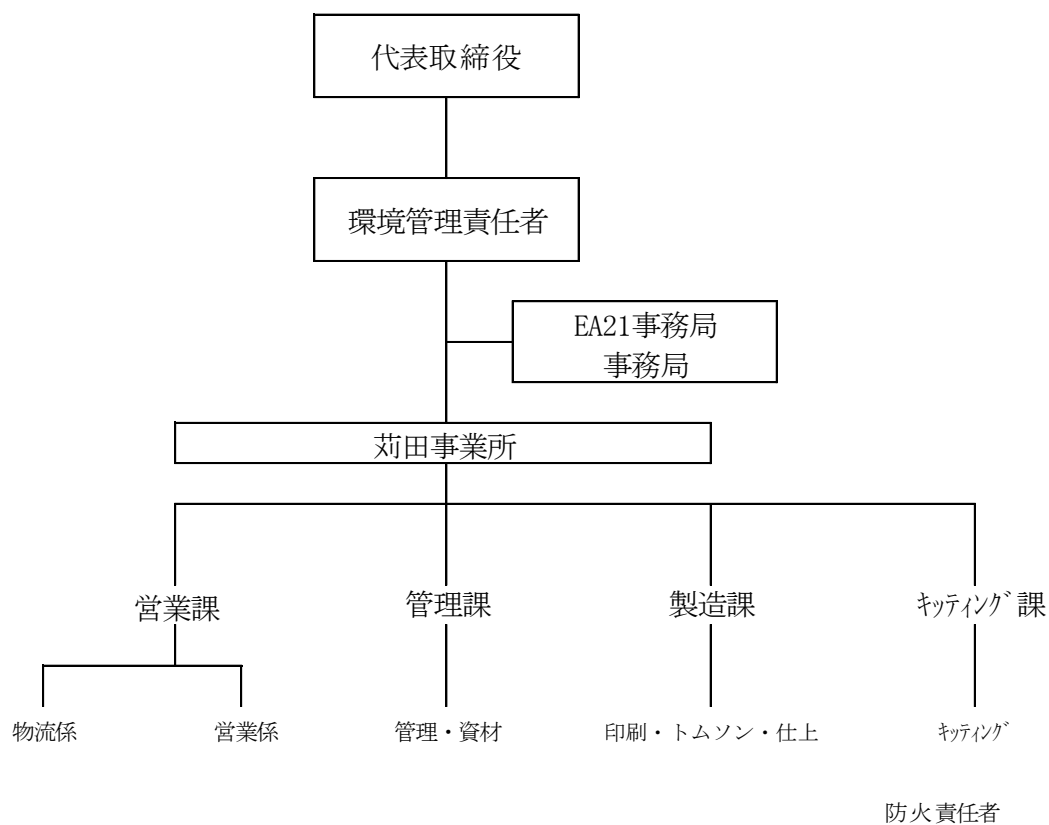 代表取締役
環境管理責任者
EA21事務局
事務局
苅田事業所
営業課 管理課 製造課 ｷｯﾃｨﾝｸﾞ課
物流係 営業係 管理・資材 印刷・トムソン・仕上 ｷｯﾃｨﾝｸﾞ
防火責任者